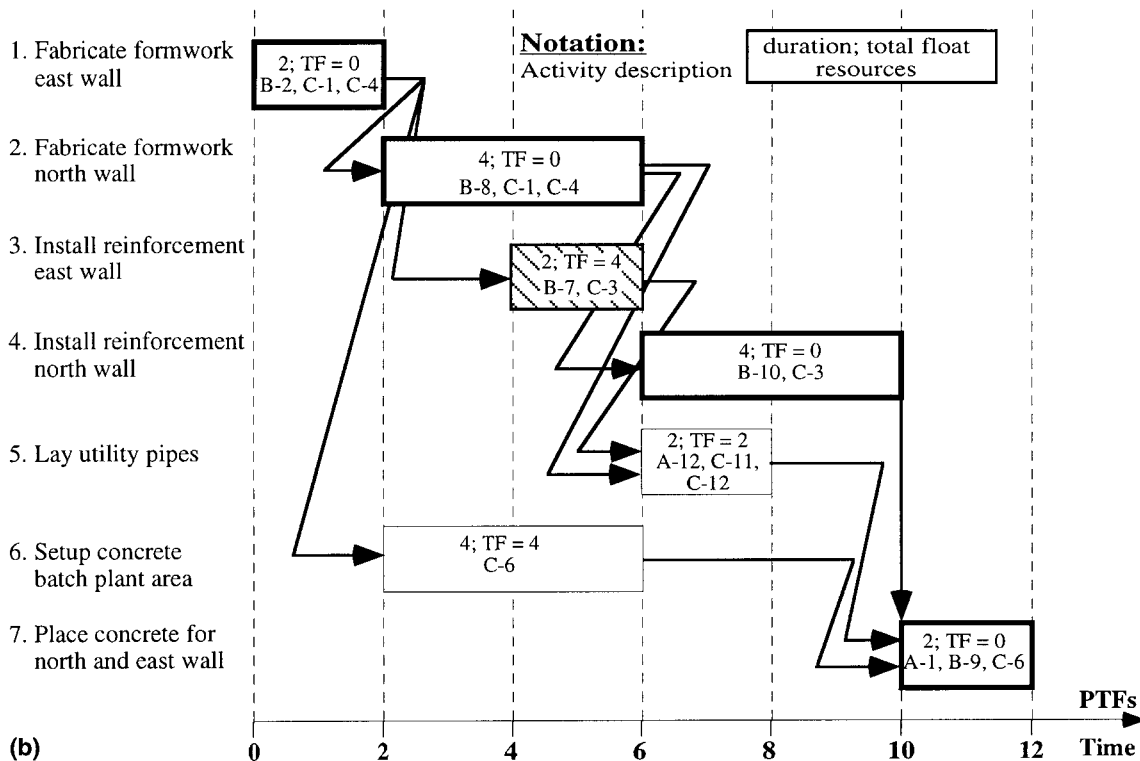 1. Fabricate formwork
east wall
2; TF = 0
B-2, C-1, C-4
Notation:
Activity description
duration; total float
resources
2. Fabricate formwork
north wall
4; TF = 0
B-8, C-1, C-4
3. Install reinforcement
east wall
2; TF = 4
B-7, C-3
4. Install reinforcement
north wall
4; TF = 0
B-10, C-3
5. Lay utility pipes
2; TF = 2
A-12, C-11,
C-12
6. Setup concrete
batch plant area
4; TF = 4
C-6
7. Place concrete for
north and east wall
2; TF = 0
A-1, B-9, C-6
PTFs
(b)
0 2 4 6 8 10 12 Time